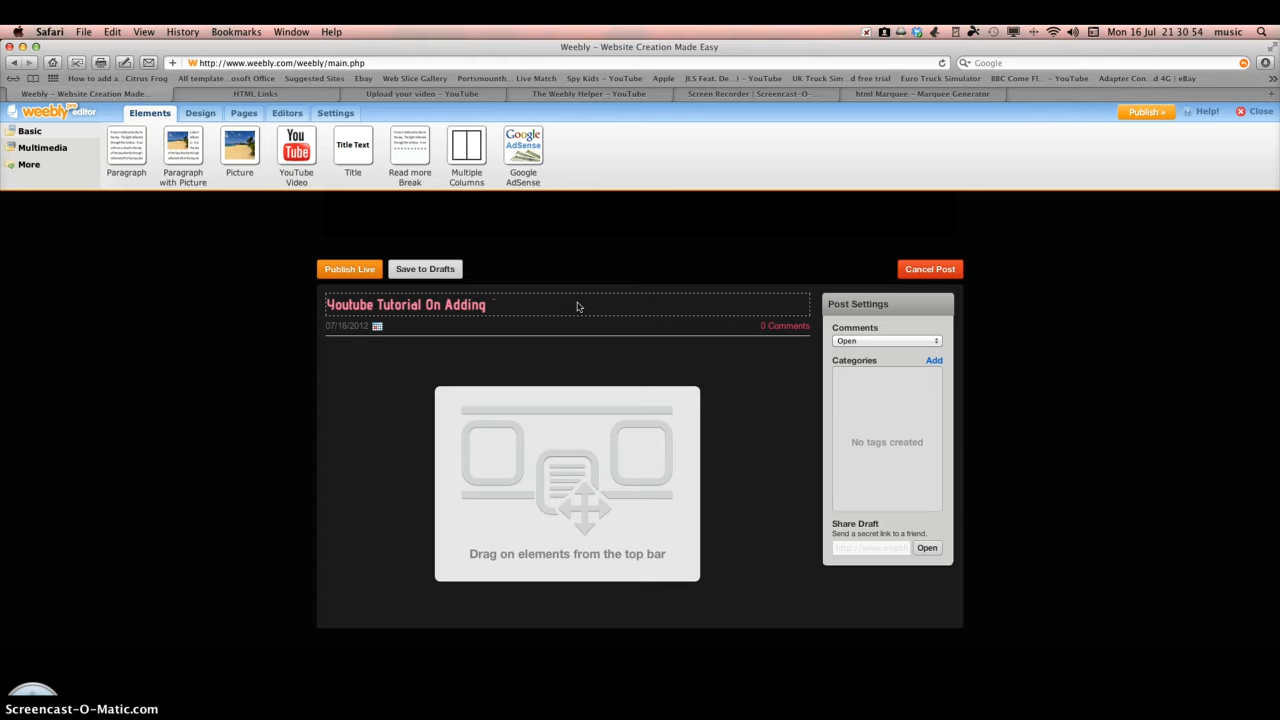 Safari File Edit View History Bookmarks Window Help Mon 16 Jul 21 30 54 music
Weebly – Website Creation Made Easy
http://www.weebly.com/weebly/main.php Google
How to add a.. Citrus Frog All template...osoft Office Suggested Sites Ebay Web Slice Gallery Portsmounth... Live Match Spy Kids – YouTube Apple JLS Feat. De...) – YouTube UK Truck Sim...d free trial Euro Truck Simulator BBC Come Fl... – YouTube Adapter Con...d 4G | eBay
Weebly – Website Creation Made... HTML Links Upload your video – YouTube The Weebly Helper – YouTube Screen Recorder | Screencast-O-... html Marquee – Marquee Generator
weebly pro editor Elements Design Pages Editors Settings Publish » Help! Close
Basic
Multimedia
More
You Tube
Title Text
Google AdSense
Paragraph
Paragraph with Picture
Picture
YouTube Video
Title
Read more Break
Multiple Columns
Google AdSense
Publish Live Save to Drafts Cancel Post
Youtube Tutorial On Adding
07/16/2012 0 Comments
Drag on elements from the top bar
Post Settings
Comments
Open
Categories Add
No tags created
Share Draft
Send a secret link to a friend.
http://www.weebly Open
Screencast-O-Matic.com